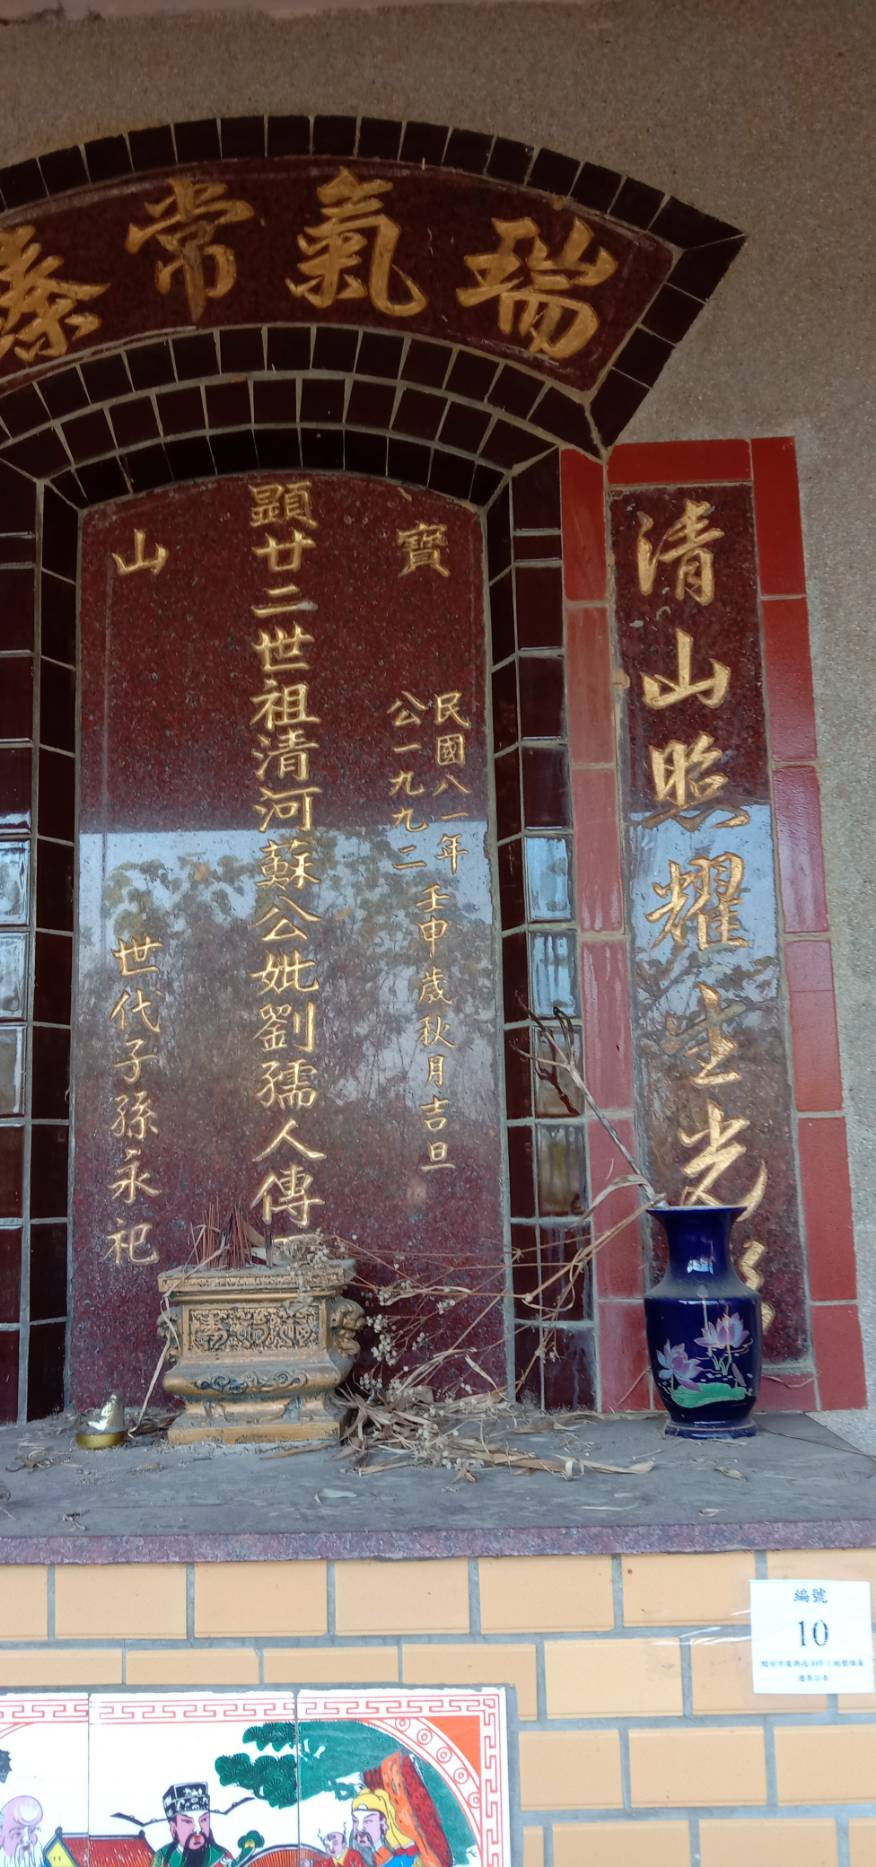 瑞氣常臻
清山照耀生光
寶
山
民國八一年
公一九九二
壬申歲秋月吉旦
顯廿二世祖清河蘇公妣劉孺人傳
世代子孫永祀
編號
10